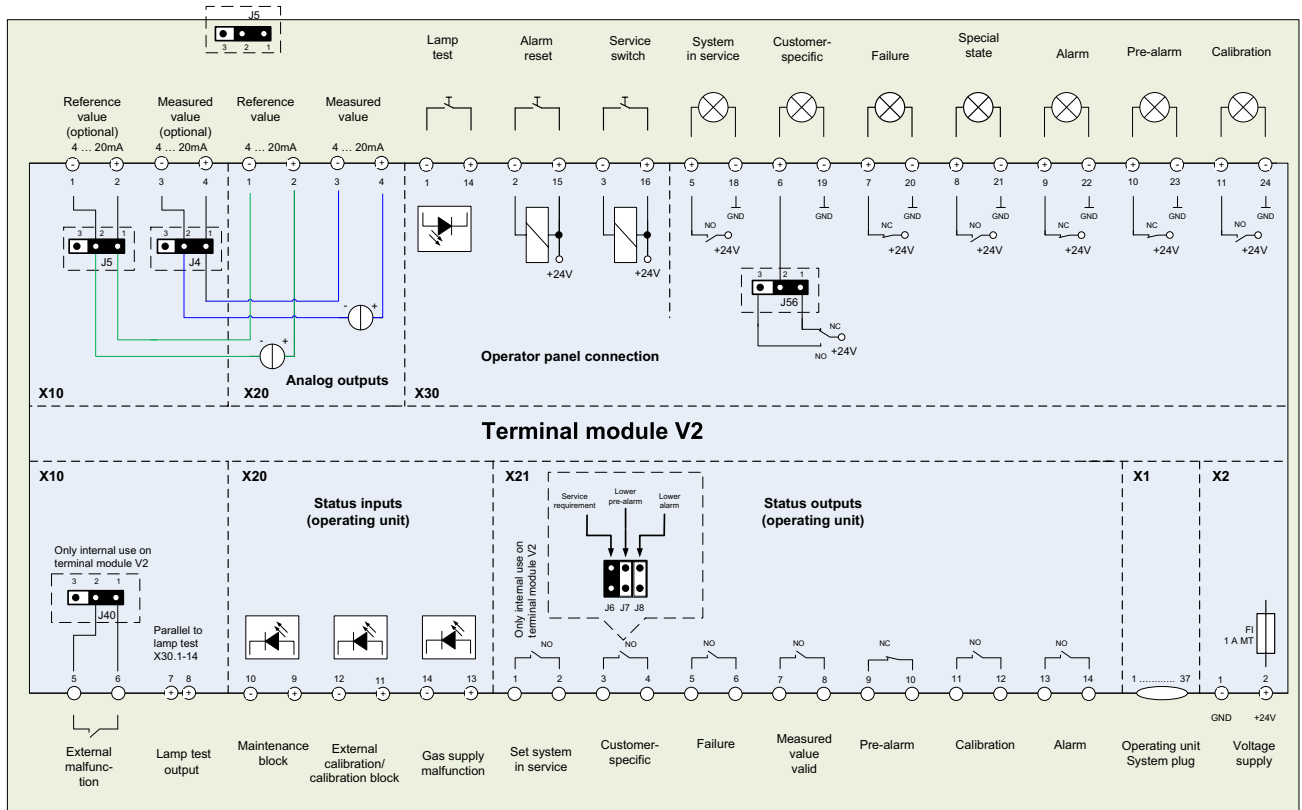 J5
3 2 1
Lamp test
Alarm reset
Service switch
System in service
Customer-specific
Failure
Special state
Alarm
Pre-alarm
Calibration
Reference value (optional)
Measured value (optional)
Reference value
Measured value
4 ... 20mA
4 ... 20mA
4 ... 20mA
4 ... 20mA
- + - + - + - + - + + + - + + - + - + - + - + - + - + -
1 2 3 4 1 2 3 4 1 14 2 15 3 16 5 18 6 19 7 20 8 21 9 22 10 23 11 24
GND GND GND GND GND GND GND
NO NC NO NC NC NO
+24V +24V +24V +24V +24V +24V +24V +24V
3 2 1
J5
3 2 1
J4
3 2 1
J56
NC
NO
+24V
- +
- +
Operator panel connection
Analog outputs
X10
X20
X30
Terminal module V2
X10
X20
X21
X1
X2
Status inputs
(operating unit)
Service requirement
Lower pre-alarm
Lower alarm
Status outputs
(operating unit)
Only internal use on
terminal module V2
3 2 1
J40
Only internal use on
terminal module V2
J6 J7 J8
Parallel to
lamp test
X30.1-14
FI
1 A MT
NO NO NO NO NC NO NO
5 6 7 8 10 9 12 11 14 13 1 2 3 4 5 6 7 8 9 10 11 12 13 14 1 ............ 37 1 2
+ + - + - + - + - +
GND +24V
External
malfunc-
tion
Lamp test
output
Maintenance
block
External
calibration/
calibration block
Gas supply
malfunction
Set system
in service
Customer-
specific
Failure
Measured
value
valid
Pre-alarm
Calibration
Alarm
Operating unit
System plug
Voltage
supply